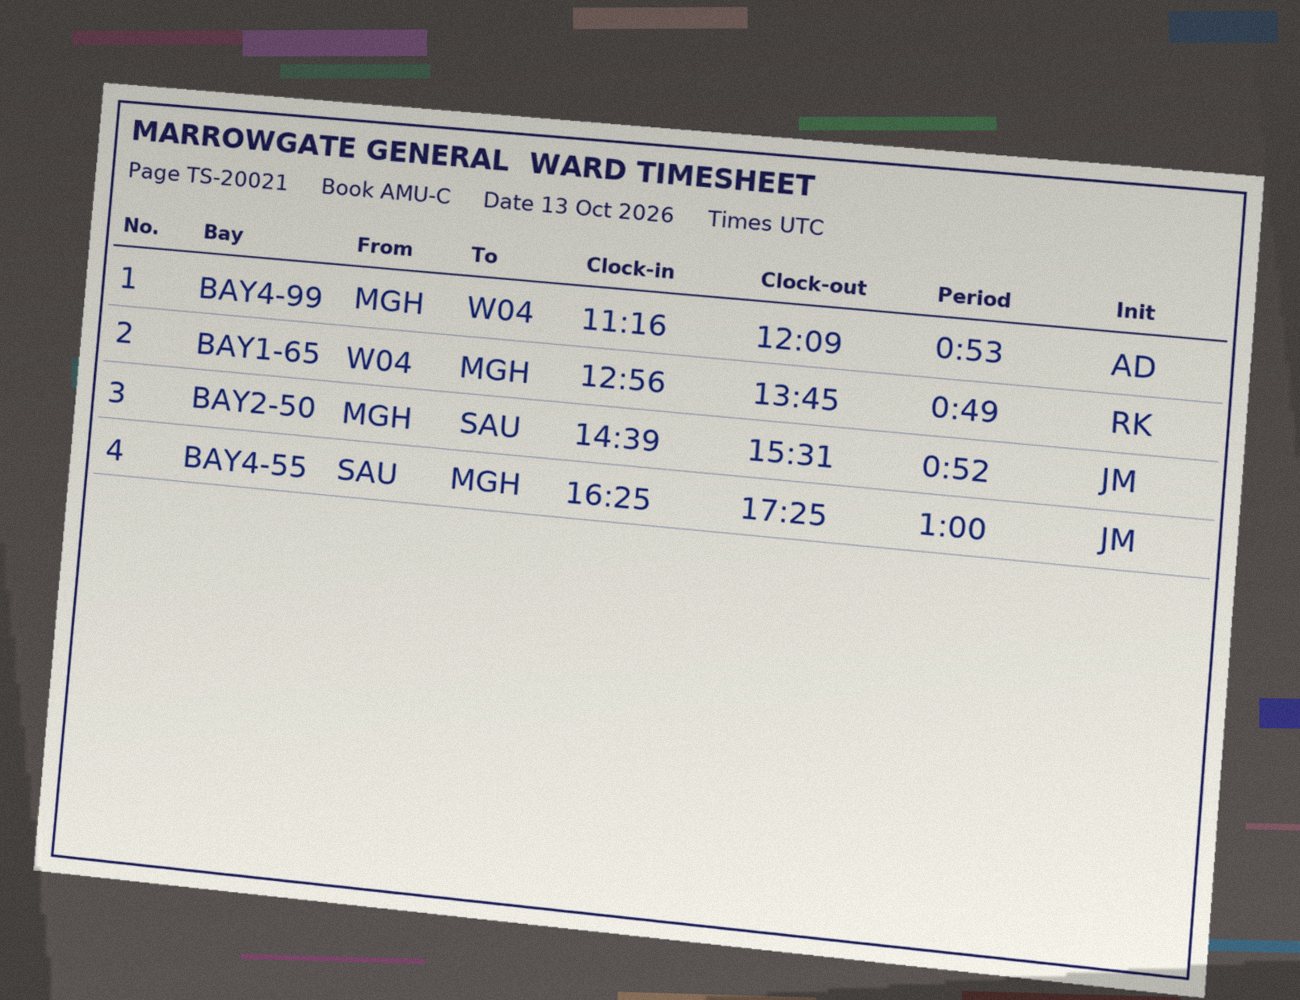 MARROWGATE GENERAL WARD TIMESHEET
Page TS-20021 Book AMU-C Date 13 Oct 2026 Times UTC
No. Bay From To Clock-in Clock-out Period Init
1 BAY4-99 MGH W04 11:16 12:09 0:53 AD
2 BAY1-65 W04 MGH 12:56 13:45 0:49 RK
3 BAY2-50 MGH SAU 14:39 15:31 0:52 JM
4 BAY4-55 SAU MGH 16:25 17:25 1:00 JM